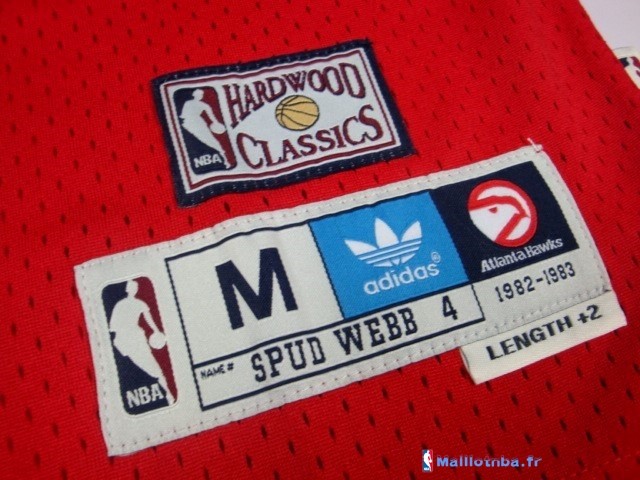 HARDWOOD
CLASSICS
NBA
M
adidas®
Atlanta Hawks
1982-1983
NAME # SPUD WEBB 4
NBA
LENGTH +2
Maillotnba.fr